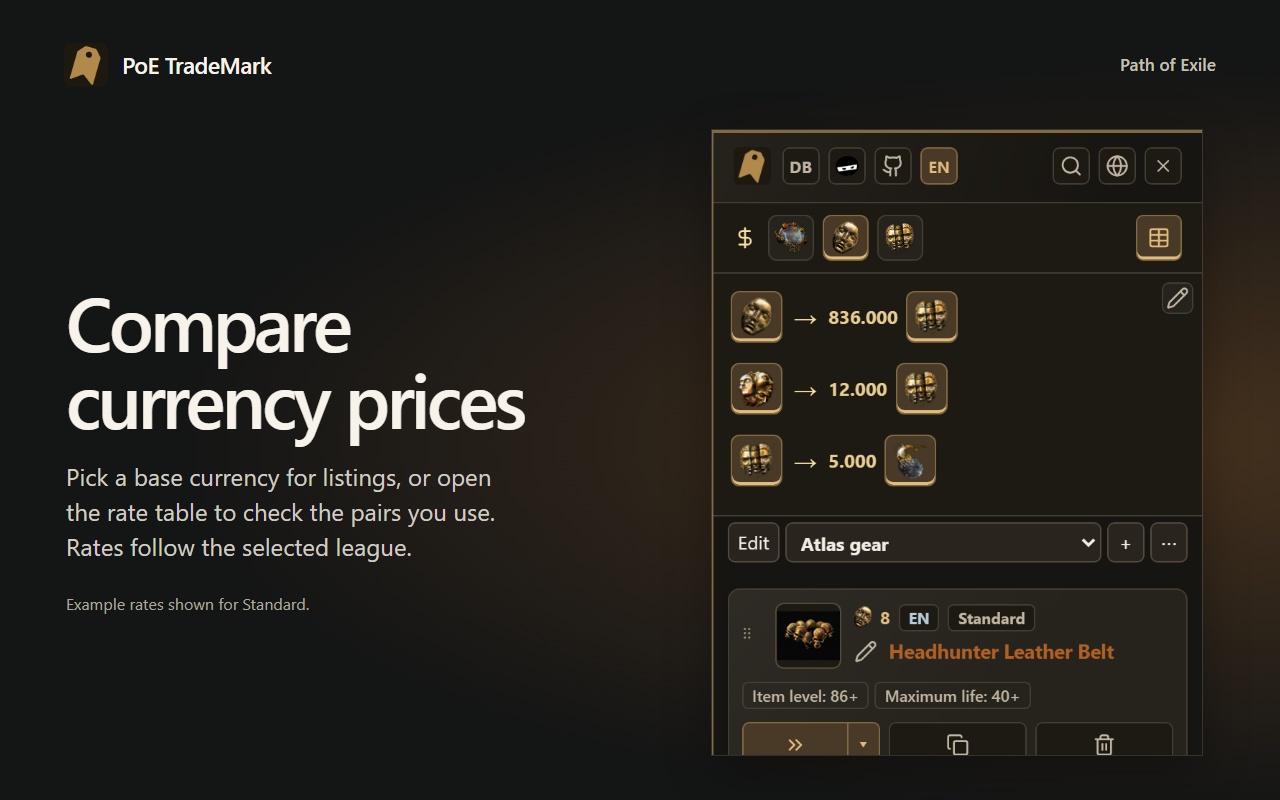 PoE TradeMark
Path of Exile
DB
EN
$
→ 836.000
→ 12.000
→ 5.000
Compare
currency prices
Pick a base currency for listings, or open
the rate table to check the pairs you use.
Rates follow the selected league.
Example rates shown for Standard.
Edit
Atlas gear
+
...
8 EN Standard
Headhunter Leather Belt
Item level: 86+ Maximum life: 40+